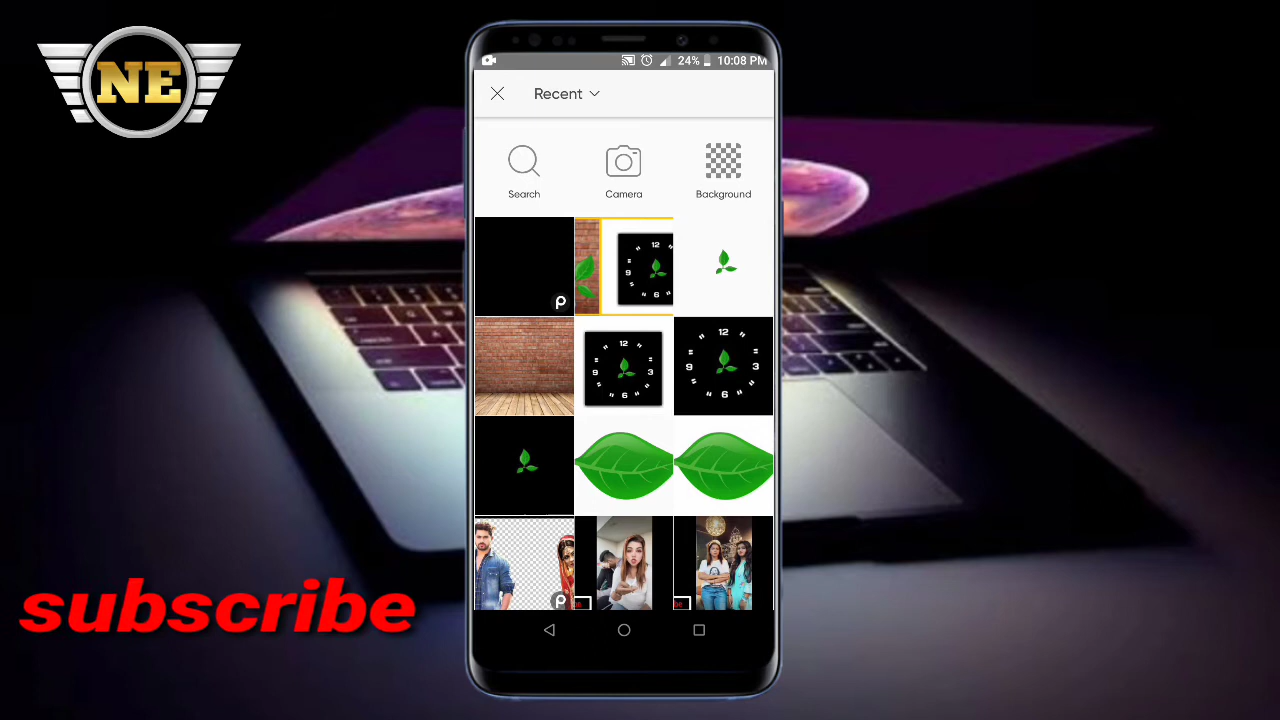 NE
24% 10:08 PM
Recent
Search Camera Background
12
9
6
12
9 3
6
12
9 3
6
subscribe